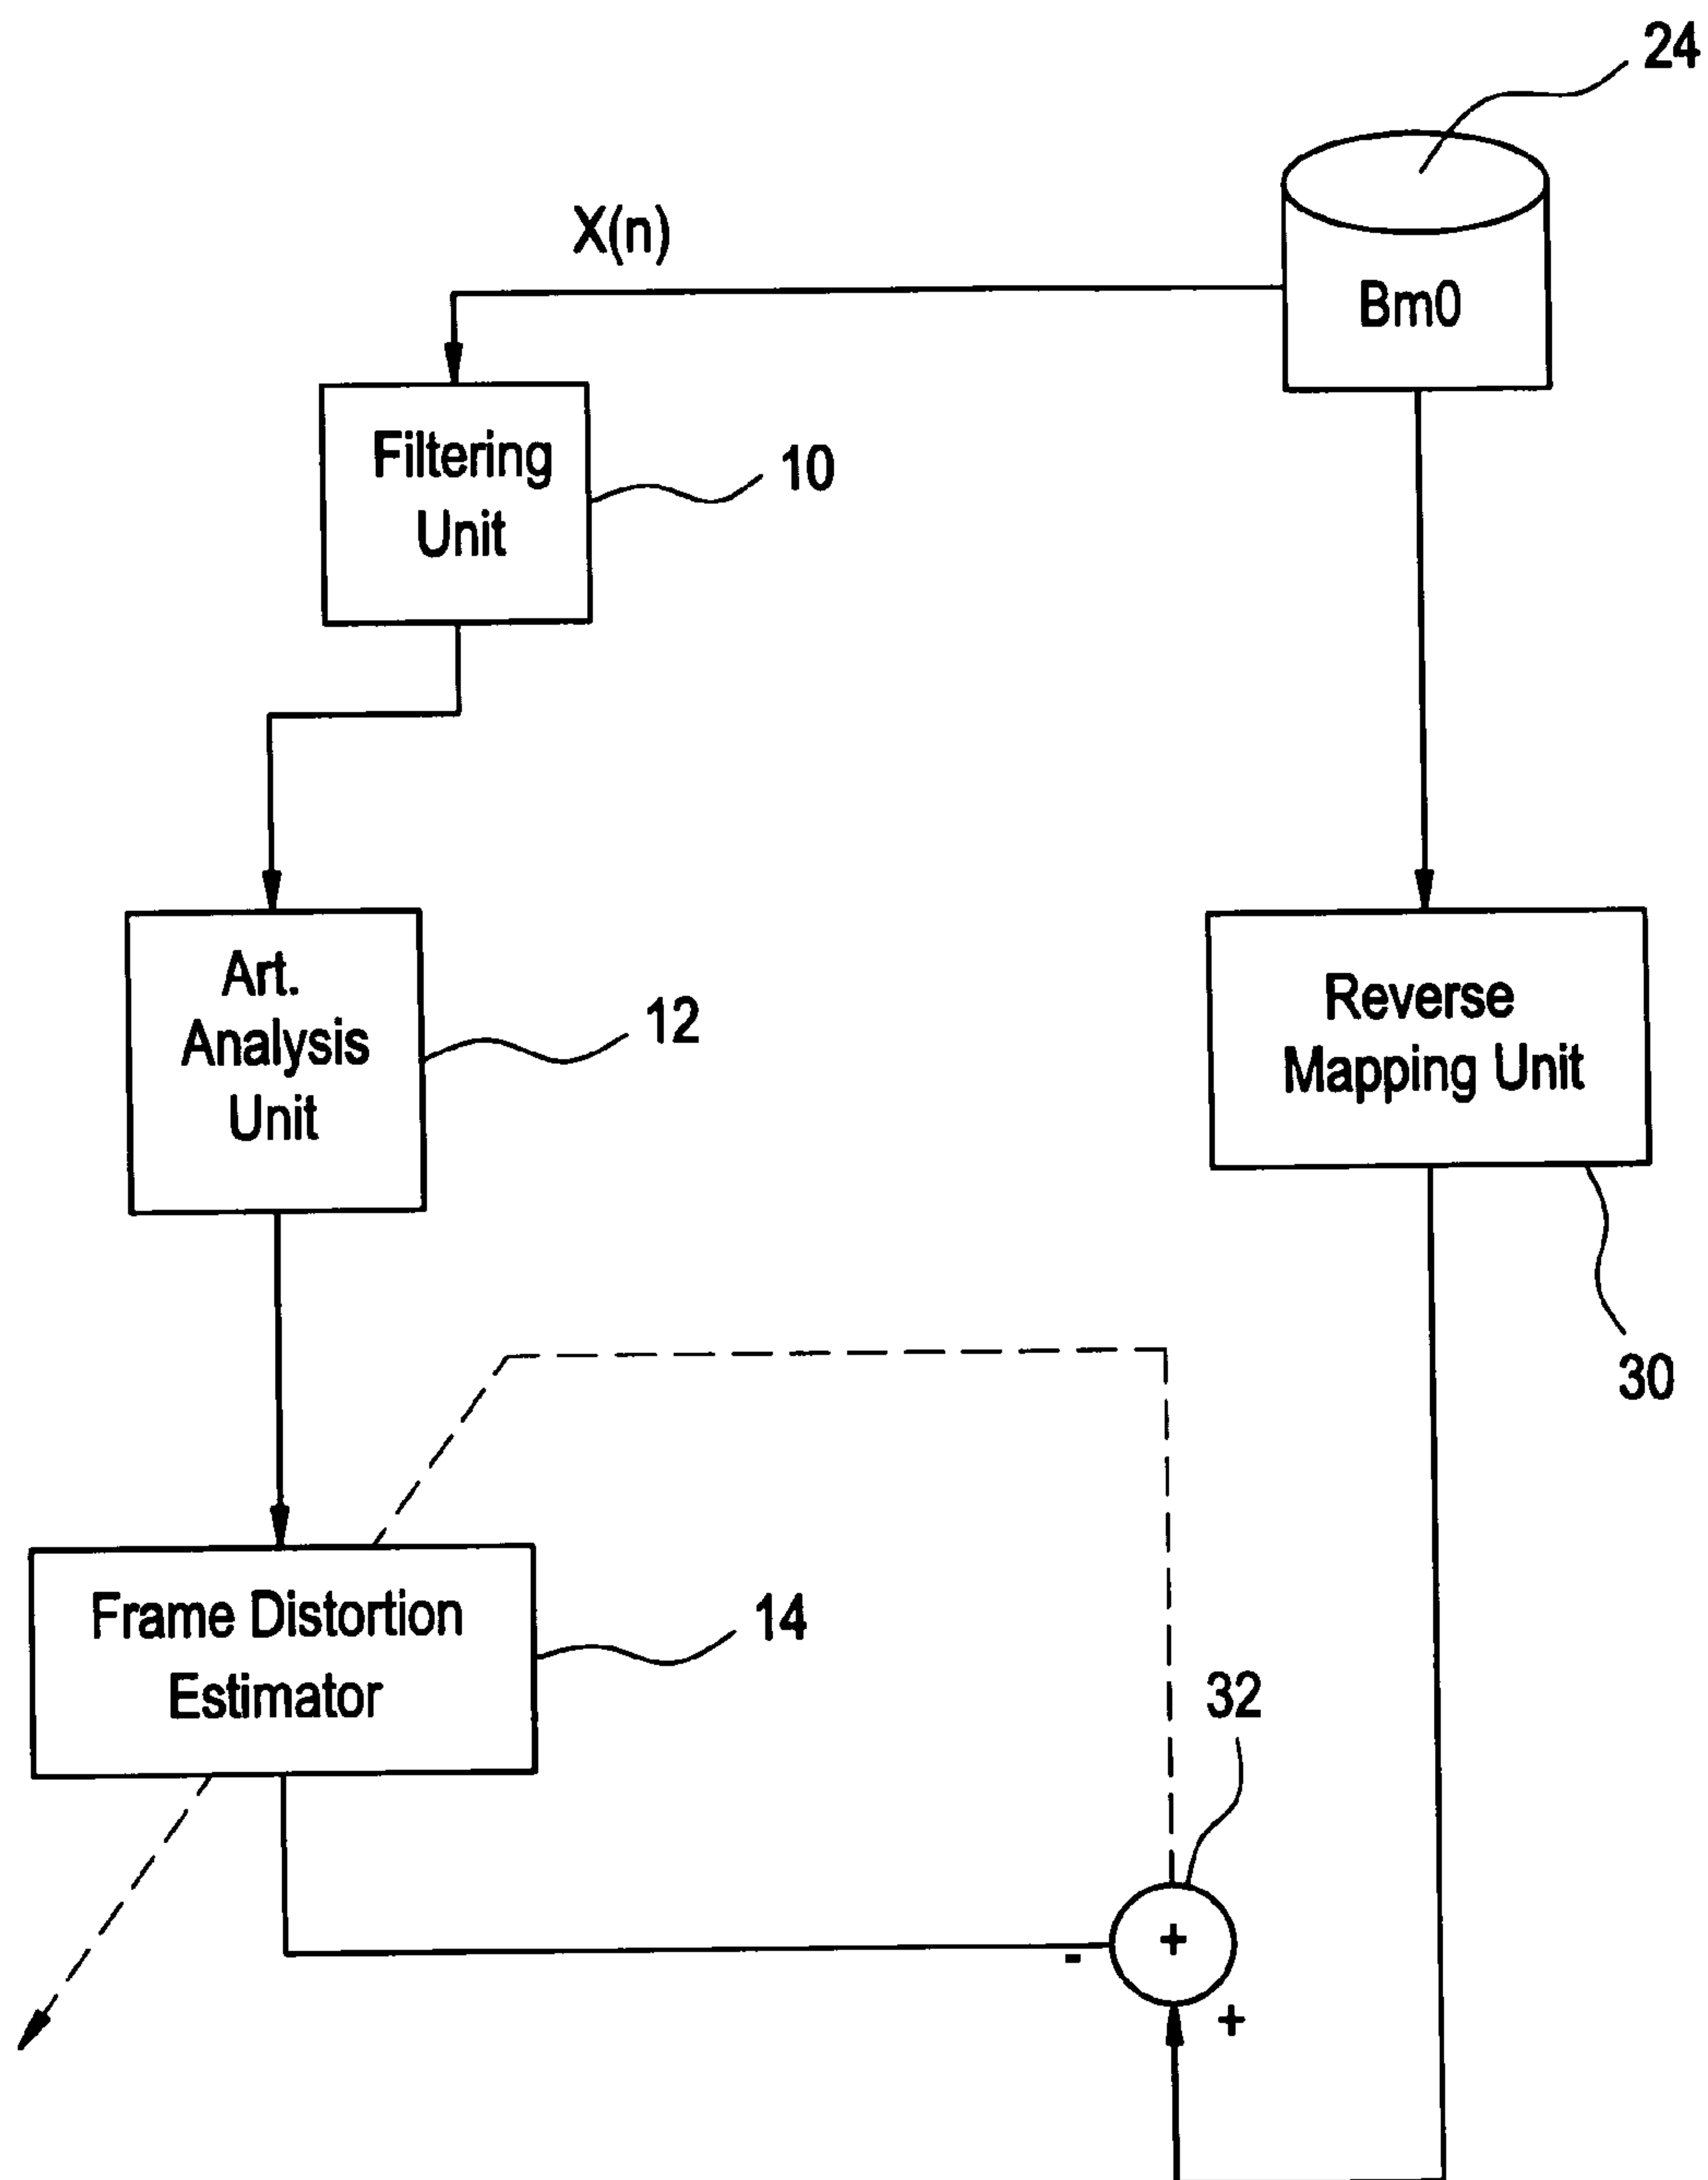 24
X(n)
Bm0
Filtering
Unit
10
Art.
Analysis
Unit
12
Reverse
Mapping Unit
30
Frame Distortion
Estimator
14
32
+
-
+